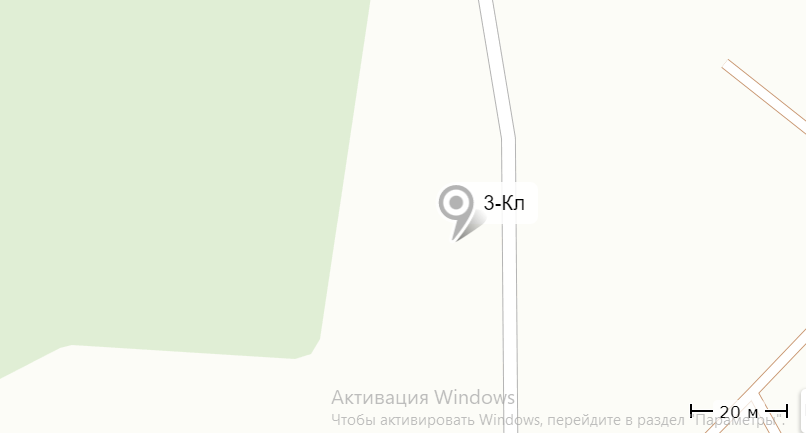 3-Кл
Активация Windows
Чтобы активировать Windows, перейдите в раздел "Параметры".
20 м